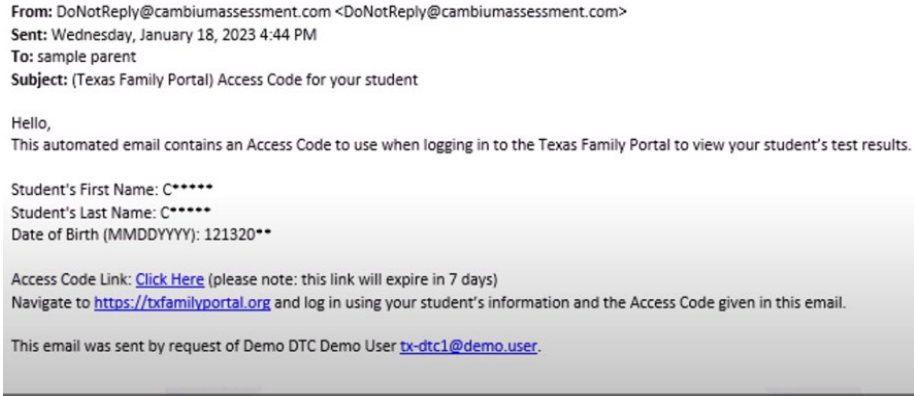 From: DoNotReply@cambiumassessment.com <DoNotReply@cambiumassessment.com>
Sent: Wednesday, January 18, 2023 4:44 PM
To: sample parent
Subject: (Texas Family Portal) Access Code for your student
Hello,
This automated email contains an Access Code to use when logging in to the Texas Family Portal to view your student's test results.
Student's First Name: C*****
Student's Last Name: C*****
Date of Birth (MMDDYYYY): 121320**
Access Code Link: Click Here (please note: this link will expire in 7 days)
Navigate to https://txfamilyportal.org and log in using your student's information and the Access Code given in this email.
This email was sent by request of Demo DTC Demo User tx-dtc1@demo.user.